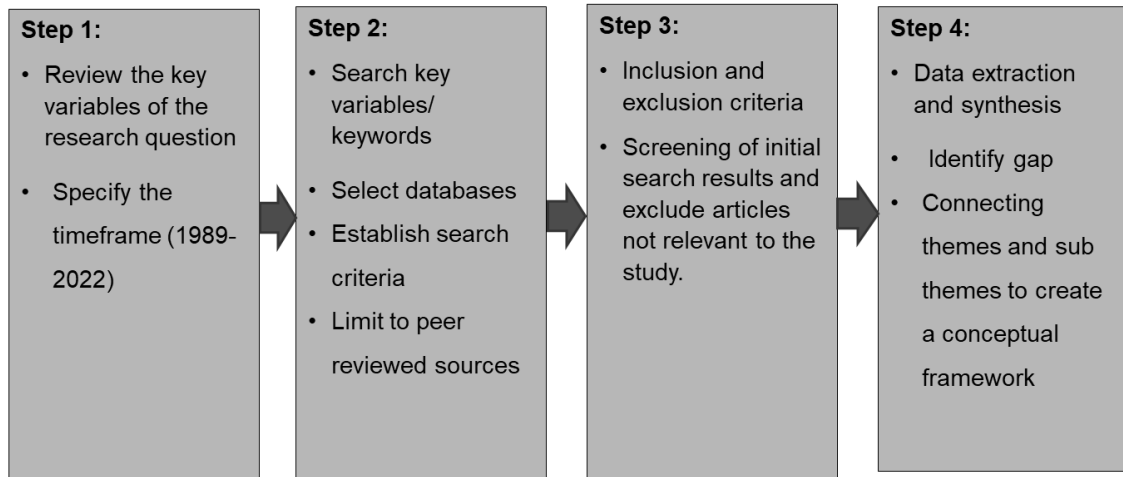 Step 1:
• Review the key
variables of the
research question
• Specify the
timeframe (1989-
2022)
Step 2:
• Search key
variables/
keywords
• Select databases
• Establish search
criteria
• Limit to peer
reviewed sources
Step 3:
• Inclusion and
exclusion criteria
• Screening of initial
search results and
exclude articles
not relevant to the
study.
Step 4:
• Data extraction
and synthesis
• Identify gap
• Connecting
themes and sub
themes to create
a conceptual
framework